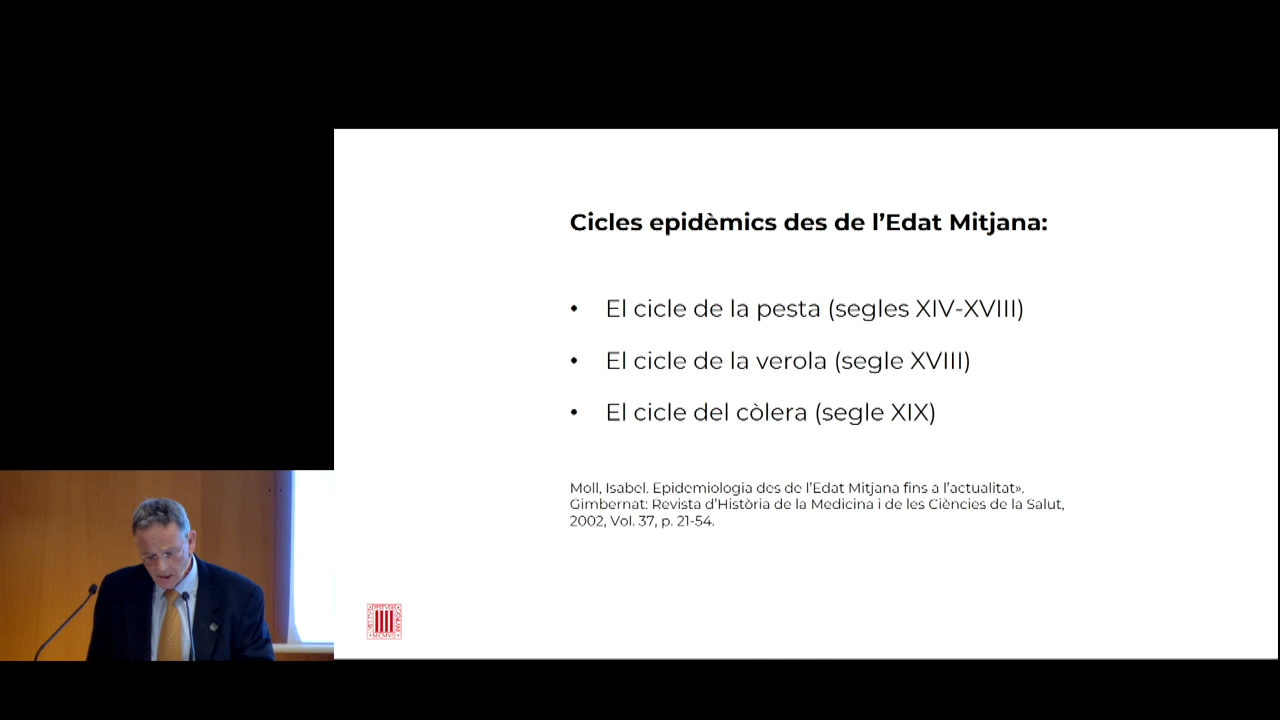 Cicles epidèmics des de l’Edat Mitjana:
• El cicle de la pesta (segles XIV-XVIII)
• El cicle de la verola (segle XVIII)
• El cicle del còlera (segle XIX)
Moll, Isabel. Epidemiologia des de l’Edat Mitjana fins a l’actualitat».
Gimbernat: Revista d’Història de la Medicina i de les Ciències de la Salut,
2002, Vol. 37, p. 21-54.